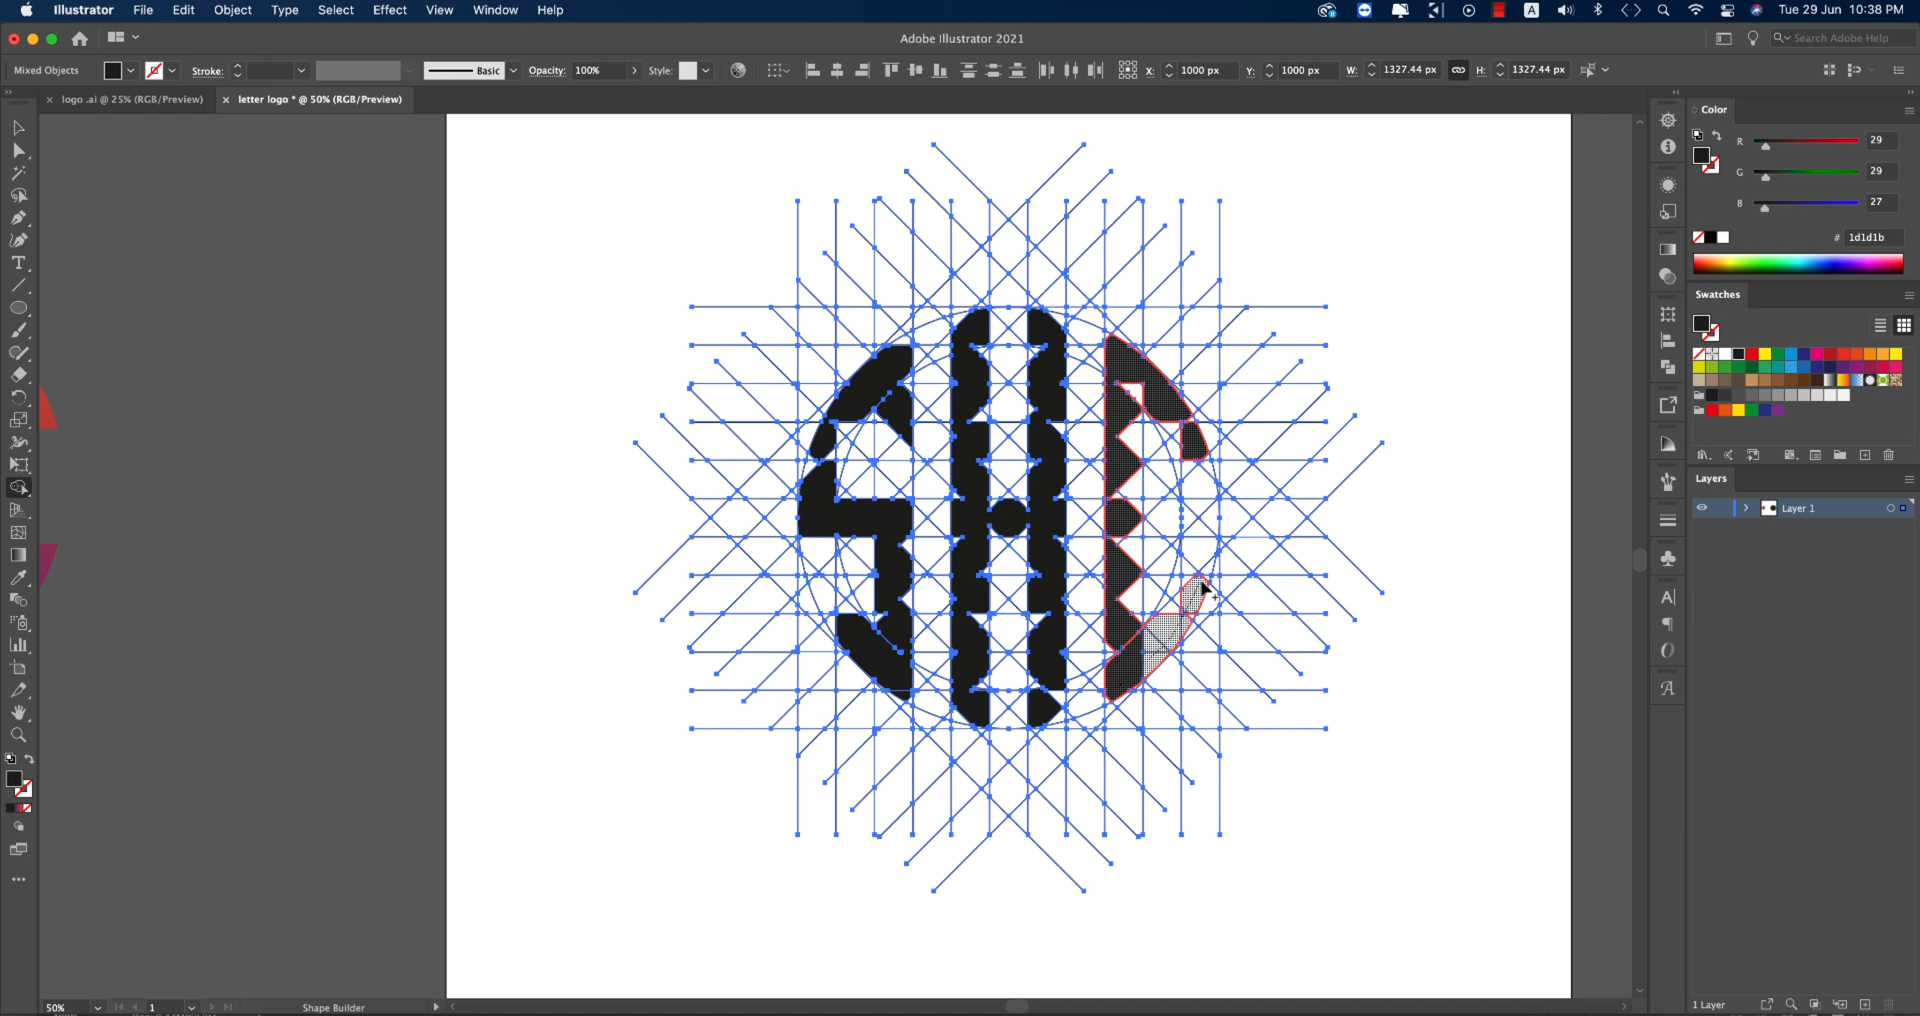 Illustrator File Edit Object Type Select Effect View Window Help
A
Tue 29 Jun 10:38 PM
Adobe Illustrator 2021
Search Adobe Help
Mixed Objects
Stroke:
Basic
Opacity: 100%
Style:
X: 1000 px
Y: 1000 px
W: 1327.44 px
H: 1327.44 px
logo .ai @ 25% (RGB/Preview)
letter logo * @ 50% (RGB/Preview)
Color
R 29
G 29
B 27
# 1d1d1b
Swatches
Layers
Layer 1
50%
1
Shape Builder
1 Layer